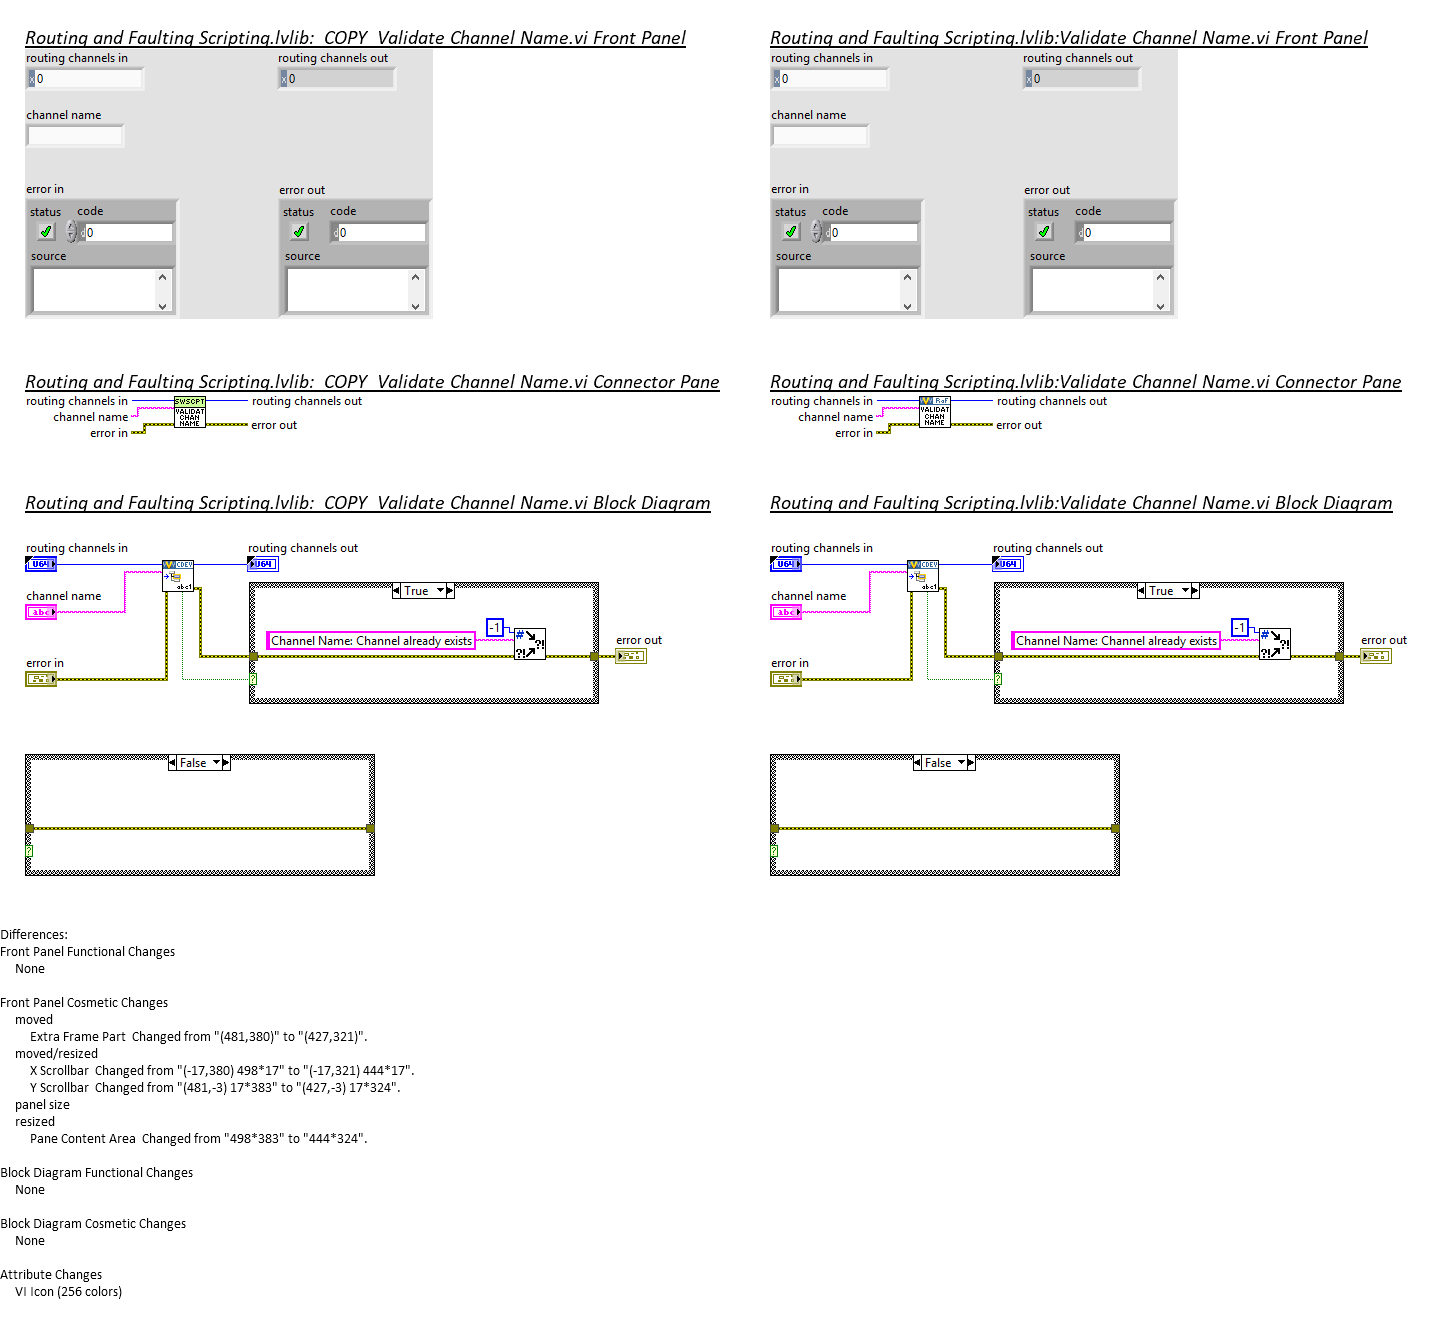 Routing and Faulting Scripting.lvlib:_COPY_Validate Channel Name.vi Front Panel
routing channels in
routing channels out
x 0
x 0
channel name
error in
error out
status code
status code
d 0
d 0
source
source
Routing and Faulting Scripting.lvlib:Validate Channel Name.vi Front Panel
routing channels in
routing channels out
x 0
x 0
channel name
error in
error out
status code
status code
d 0
d 0
source
source
Routing and Faulting Scripting.lvlib:_COPY_Validate Channel Name.vi Connector Pane
routing channels in
SWSCPT
routing channels out
channel name
VALIDAT
CHAN
NAME
error in
error out
Routing and Faulting Scripting.lvlib:Validate Channel Name.vi Connector Pane
routing channels in
RaF
routing channels out
channel name
VALIDAT
CHAN
NAME
error in
error out
Routing and Faulting Scripting.lvlib:_COPY_Validate Channel Name.vi Block Diagram
routing channels in
routing channels out
U64
CDEV
U64
abc1
channel name
abc
True
-1
Channel Name: Channel already exists
#
?!
?!
error out
error in
?
False
?
Routing and Faulting Scripting.lvlib:Validate Channel Name.vi Block Diagram
routing channels in
routing channels out
U64
CDEV
U64
abc1
channel name
abc
True
-1
Channel Name: Channel already exists
#
?!
?!
error out
error in
?
False
?
Differences:
Front Panel Functional Changes
None
Front Panel Cosmetic Changes
moved
Extra Frame Part  Changed from "(481,380)" to "(427,321)".
moved/resized
X Scrollbar  Changed from "(-17,380) 498*17" to "(-17,321) 444*17".
Y Scrollbar  Changed from "(481,-3) 17*383" to "(427,-3) 17*324".
panel size
resized
Pane Content Area  Changed from "498*383" to "444*324".
Block Diagram Functional Changes
None
Block Diagram Cosmetic Changes
None
Attribute Changes
VI Icon (256 colors)